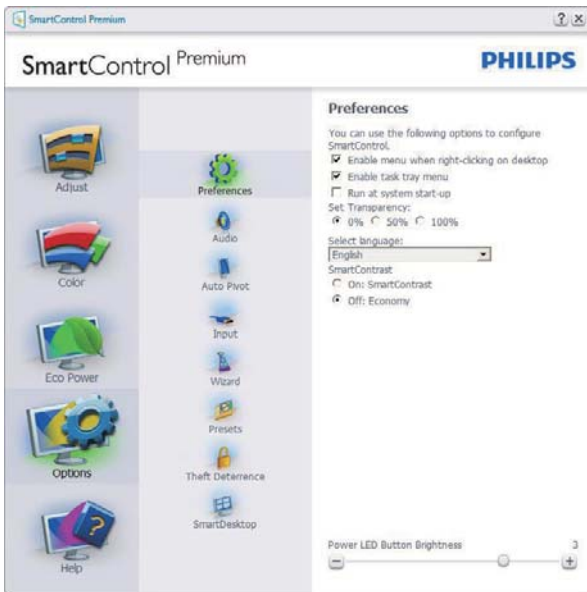 SmartControl Premium
SmartControl Premium
PHILIPS
Adjust
Color
Eco Power
Options
Help
Preferences
Audio
Auto Pivot
Input
Wizard
Presets
Theft Deterrence
SmartDesktop
Preferences
You can use the following options to configure
SmartControl.
Enable menu when right-clicking on desktop
Enable task tray menu
Run at system start-up
Set Transparency:
0% 50% 100%
Select language:
English
SmartContrast
On: SmartContrast
Off: Economy
Power LED Button Brightness 3